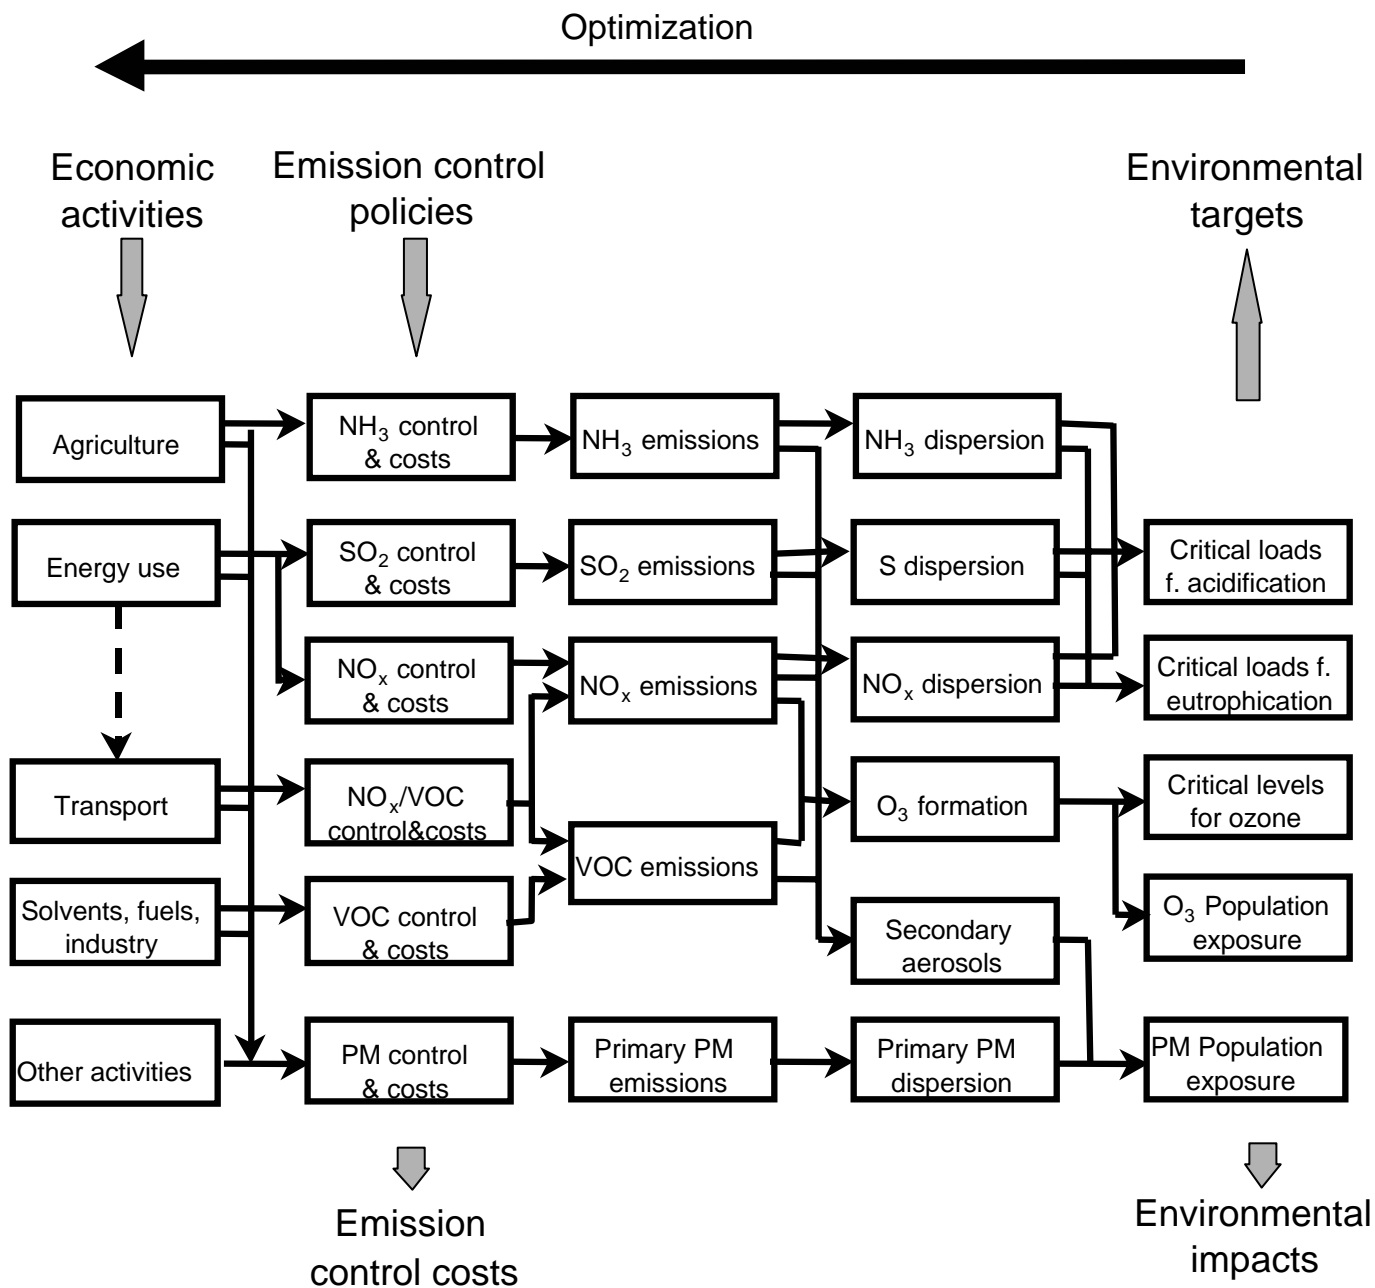 Optimization
Economic
activities
Emission control
policies
Environmental
targets
Agriculture
NH₃ control
& costs
NH₃ emissions
NH₃ dispersion
Energy use
SO₂ control
& costs
SO₂ emissions
S dispersion
Critical loads
f. acidification
NOₓ control
& costs
NOₓ emissions
NOₓ dispersion
Critical loads f.
eutrophication
Transport
NOₓ/VOC
control&costs
VOC emissions
O₃ formation
Critical levels
for ozone
Solvents, fuels,
industry
VOC control
& costs
Secondary
aerosols
O₃ Population
exposure
Other activities
PM control
& costs
Primary PM
emissions
Primary PM
dispersion
PM Population
exposure
Emission
control costs
Environmental
impacts